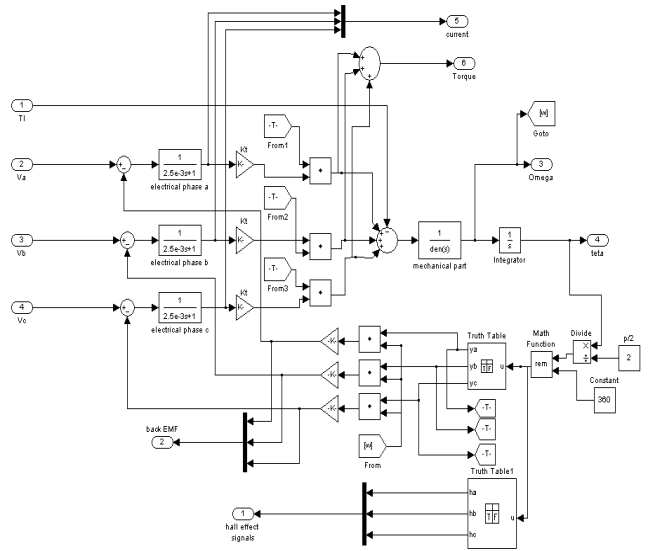 5
current
6
Torque
1
Tl
-T-
From1
[w]
Goto
2
Va
1
2.5e-3s+1
electrical phase a
Kt
K-
3
Omega
-T-
From2
3
Vb
1
2.5e-3s+1
electrical phase b
Kt
K-
1
den(s)
mechanical part
1
s
Integrator
4
teta
-T-
From3
4
Vc
1
2.5e-3s+1
electrical phase c
Kt
K-
-K-
-K-
-K-
Truth Table
ya
yb
yc
u
T F
Math
Function
rem
Divide
×
÷
p/2
2
Constant
360
-T-
-T-
-T-
back EMF
2
[w]
From
Truth Table1
ha
hb
hc
u
T F
1
hall effect
signals